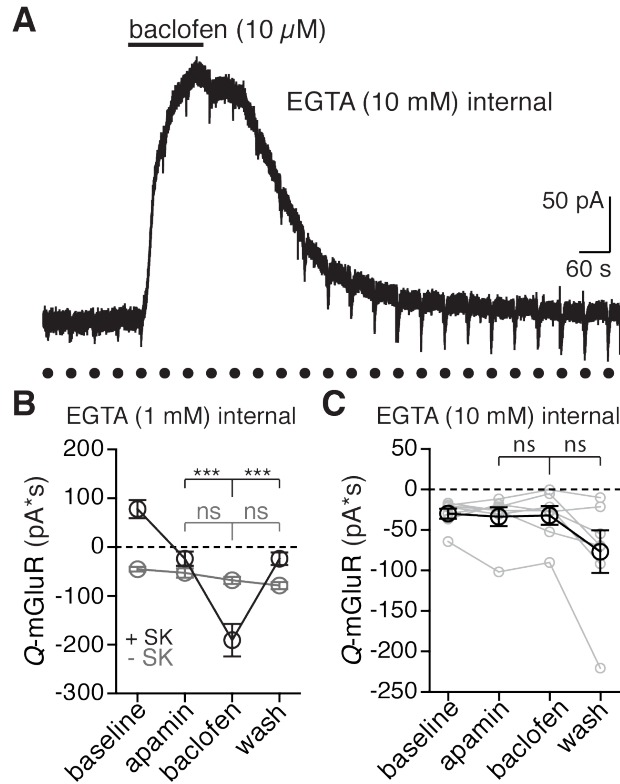 A
baclofen (10 µM)
EGTA (10 mM) internal
50 pA
60 s
B
EGTA (1 mM) internal
Q-mGluR (pA*s)
200
100
0
-100
-200
-300
***
***
ns
ns
+ SK
- SK
baseline
apamin
baclofen
wash
C
EGTA (10 mM) internal
Q-mGluR (pA*s)
50
0
-50
-100
-150
-200
-250
ns
ns
baseline
apamin
baclofen
wash